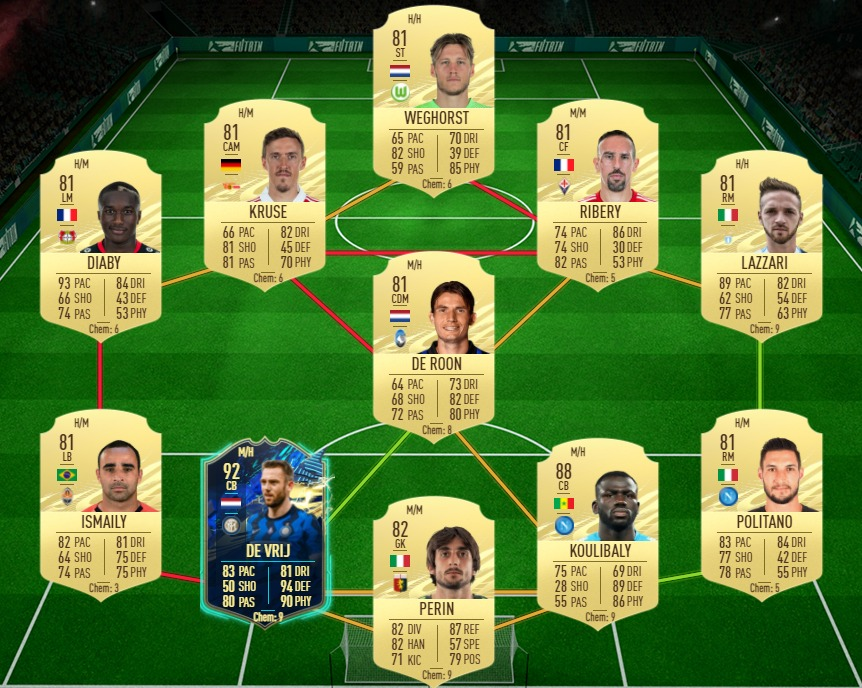 H/H
81
ST
WEGHORST
65 PAC 70 DRI
82 SHO 39 DEF
59 PAS 85 PHY
Chem: 6
H/M
81
CAM
KRUSE
66 PAC 82 DRI
81 SHO 45 DEF
81 PAS 70 PHY
Chem: 6
M/M
81
CF
RIBERY
74 PAC 86 DRI
74 SHO 30 DEF
82 PAS 53 PHY
Chem: 5
H/M
81
LM
DIABY
93 PAC 84 DRI
66 SHO 43 DEF
74 PAS 53 PHY
Chem: 6
H/H
81
RM
LAZZARI
89 PAC 82 DRI
62 SHO 54 DEF
77 PAS 63 PHY
Chem: 9
M/H
81
CDM
DE ROON
64 PAC 73 DRI
68 SHO 82 DEF
72 PAS 80 PHY
Chem: 8
H/M
81
LB
ISMAILY
82 PAC 81 DRI
64 SHO 75 DEF
74 PAS 75 PHY
Chem: 3
M/H
92
CB
DE VRIJ
83 PAC 81 DRI
50 SHO 94 DEF
80 PAS 90 PHY
Chem: 9
M/M
82
GK
PERIN
82 DIV 87 REF
82 HAN 57 SPE
71 KIC 79 POS
Chem: 9
M/H
88
CB
KOULIBALY
75 PAC 69 DRI
28 SHO 89 DEF
55 PAS 86 PHY
Chem: 9
H/M
81
RM
POLITANO
83 PAC 84 DRI
77 SHO 42 DEF
78 PAS 55 PHY
Chem: 5
FUTBIN
FUTBIN
FUTBIN
FUTBIN